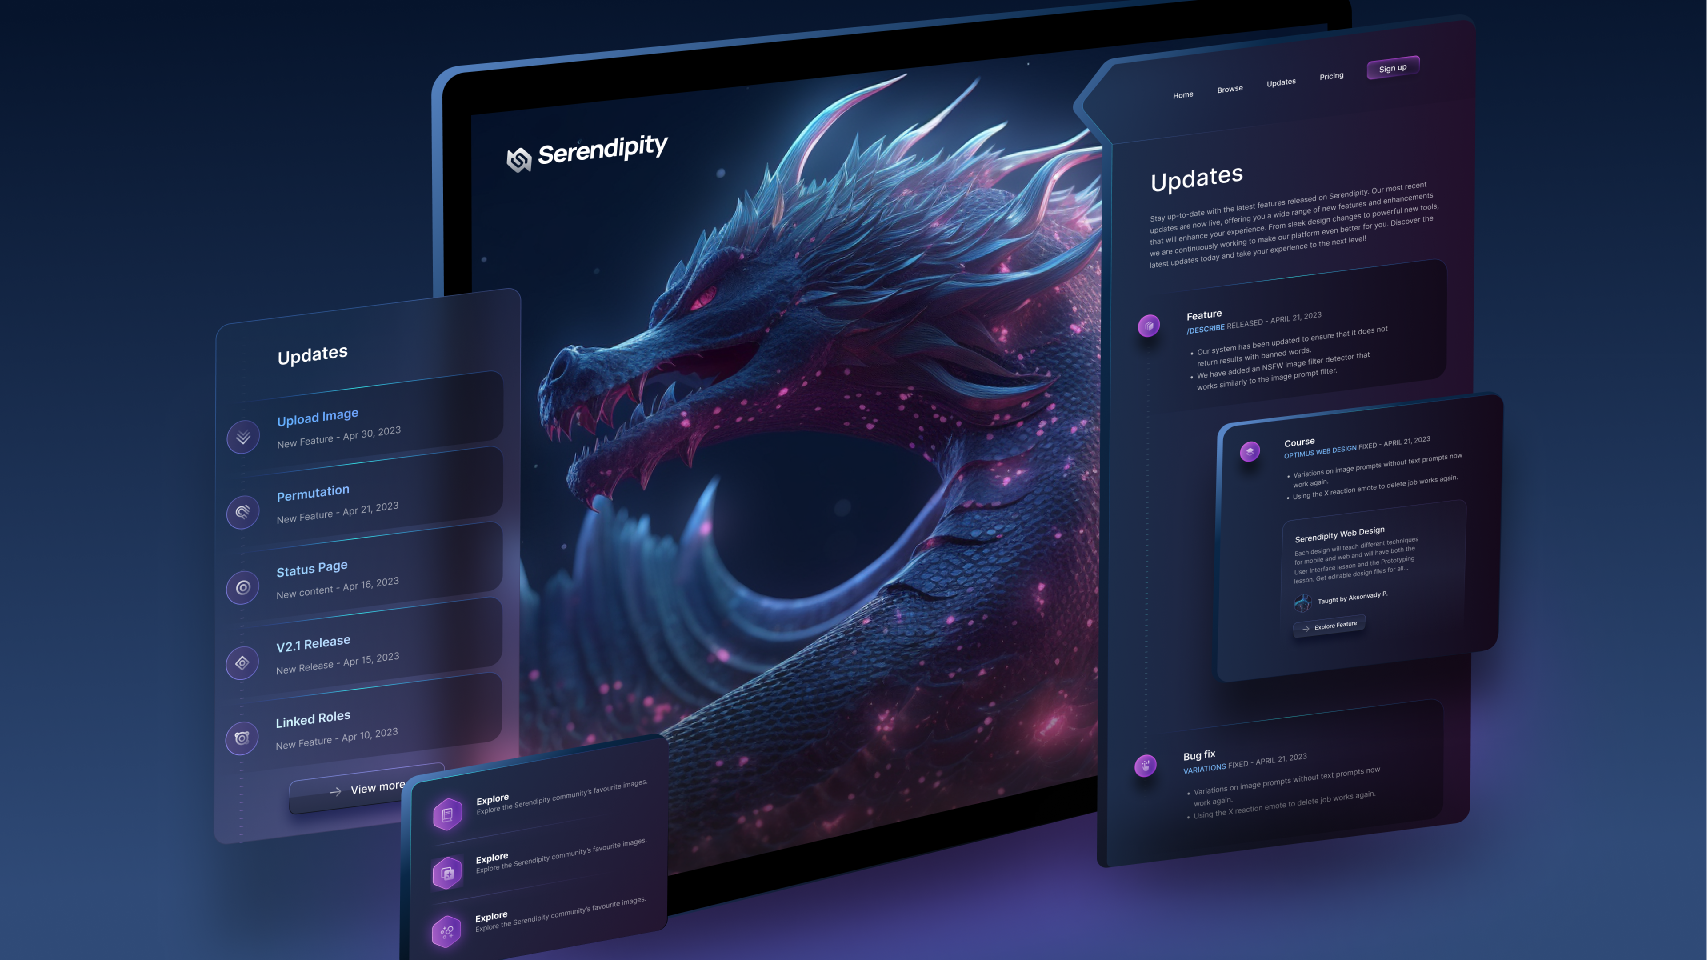 Serendipity
Home
Browse
Updates
Pricing
Sign up
Updates
Stay up-to-date with the latest features released on Serendipity. Our most recent
updates are now live, offering you a wide range of new features and enhancements
that will enhance your experience. From sleek design changes to powerful new tools,
we are continuously working to make our platform even better for you. Discover the
latest updates today and take your experience to the next level!
Feature
/DESCRIBE RELEASED - APRIL 21, 2023
• Our system has been updated to ensure that it does not
return results with banned words.
• We have added an NSFW image filter detector that
works similarly to the image prompt filter.
Course
OPTIMUS WEB DESIGN FIXED - APRIL 21, 2023
• Variations on image prompts without text prompts now
work again.
• Using the X reaction emote to delete job works again.
Serendipity Web Design
Each design will teach different techniques
for mobile and web and will have both the
User Interface lesson and the Prototyping
lesson. Get editable design files for all...
Taught by P.
Explore Feature
Bug fix
VARIATIONS FIXED - APRIL 21, 2023
• Variations on image prompts without text prompts now
work again.
• Using the X reaction emote to delete job works again.
Updates
Upload Image
New Feature - Apr 30, 2023
Permutation
New Feature - Apr 21, 2023
Status Page
New content - Apr 16, 2023
V2.1 Release
New Release - Apr 15, 2023
Linked Roles
New Feature - Apr 10, 2023
View more
Explore
Explore the Serendipity community's favourite images.
Explore
Explore the Serendipity community's favourite images
Explore
Explore the Serendipity community's favourite images.